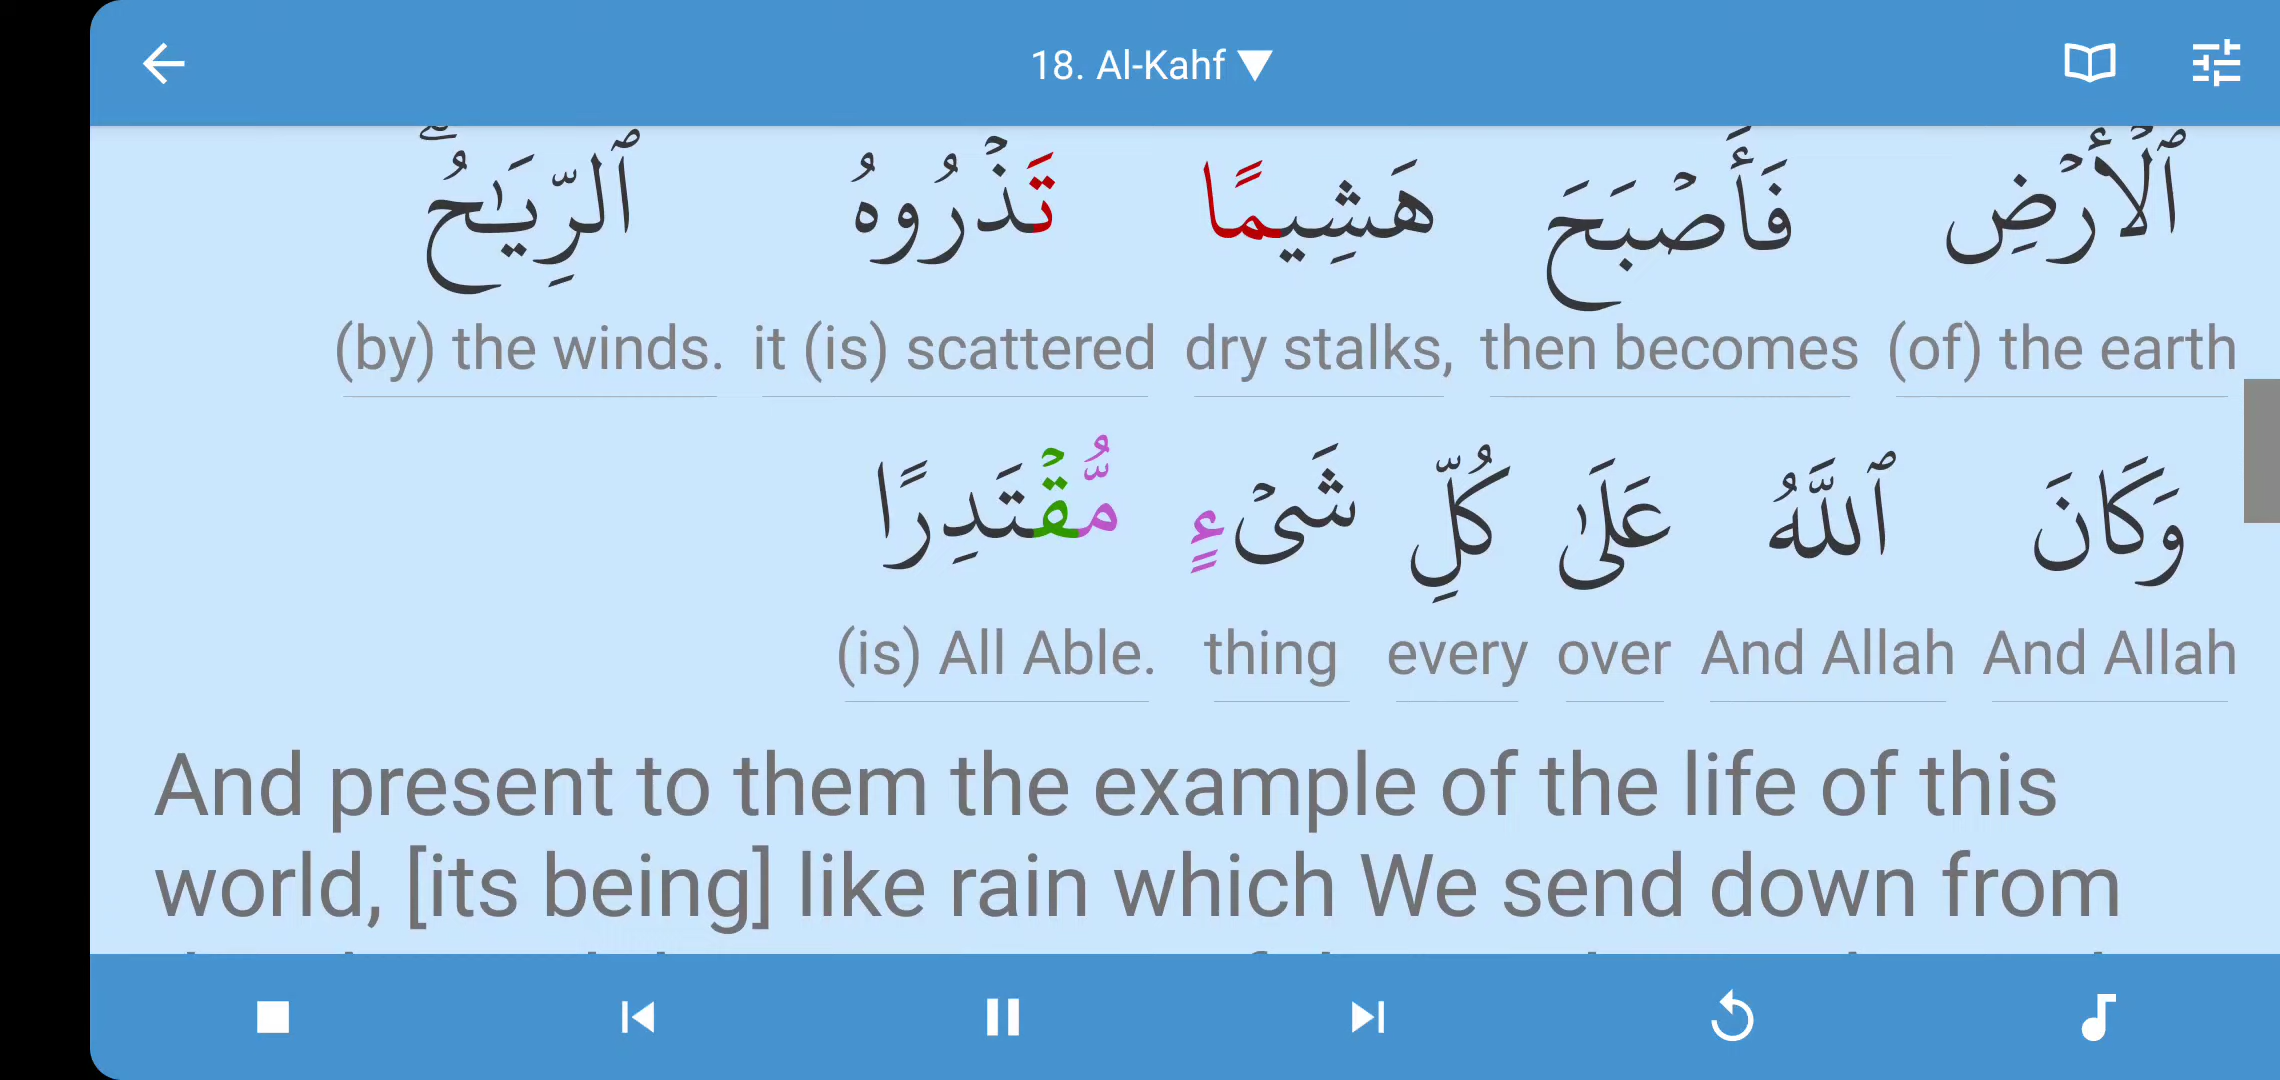 18. Al-Kahf ▼
ٱلْأَرْضِ فَأَصْبَحَ هَشِيمًا تَذْرُوهُ ٱلرِّيَـٰحُ ۗ
(of) the earth then becomes dry stalks, it (is) scattered (by) the winds.
وَكَانَ ٱللَّهُ عَلَىٰ كُلِّ شَىْءٍ مُّقْتَدِرًا
And Allah And Allah over every thing (is) All Able.
And present to them the example of the life of this
world, [its being] like rain which We send down from